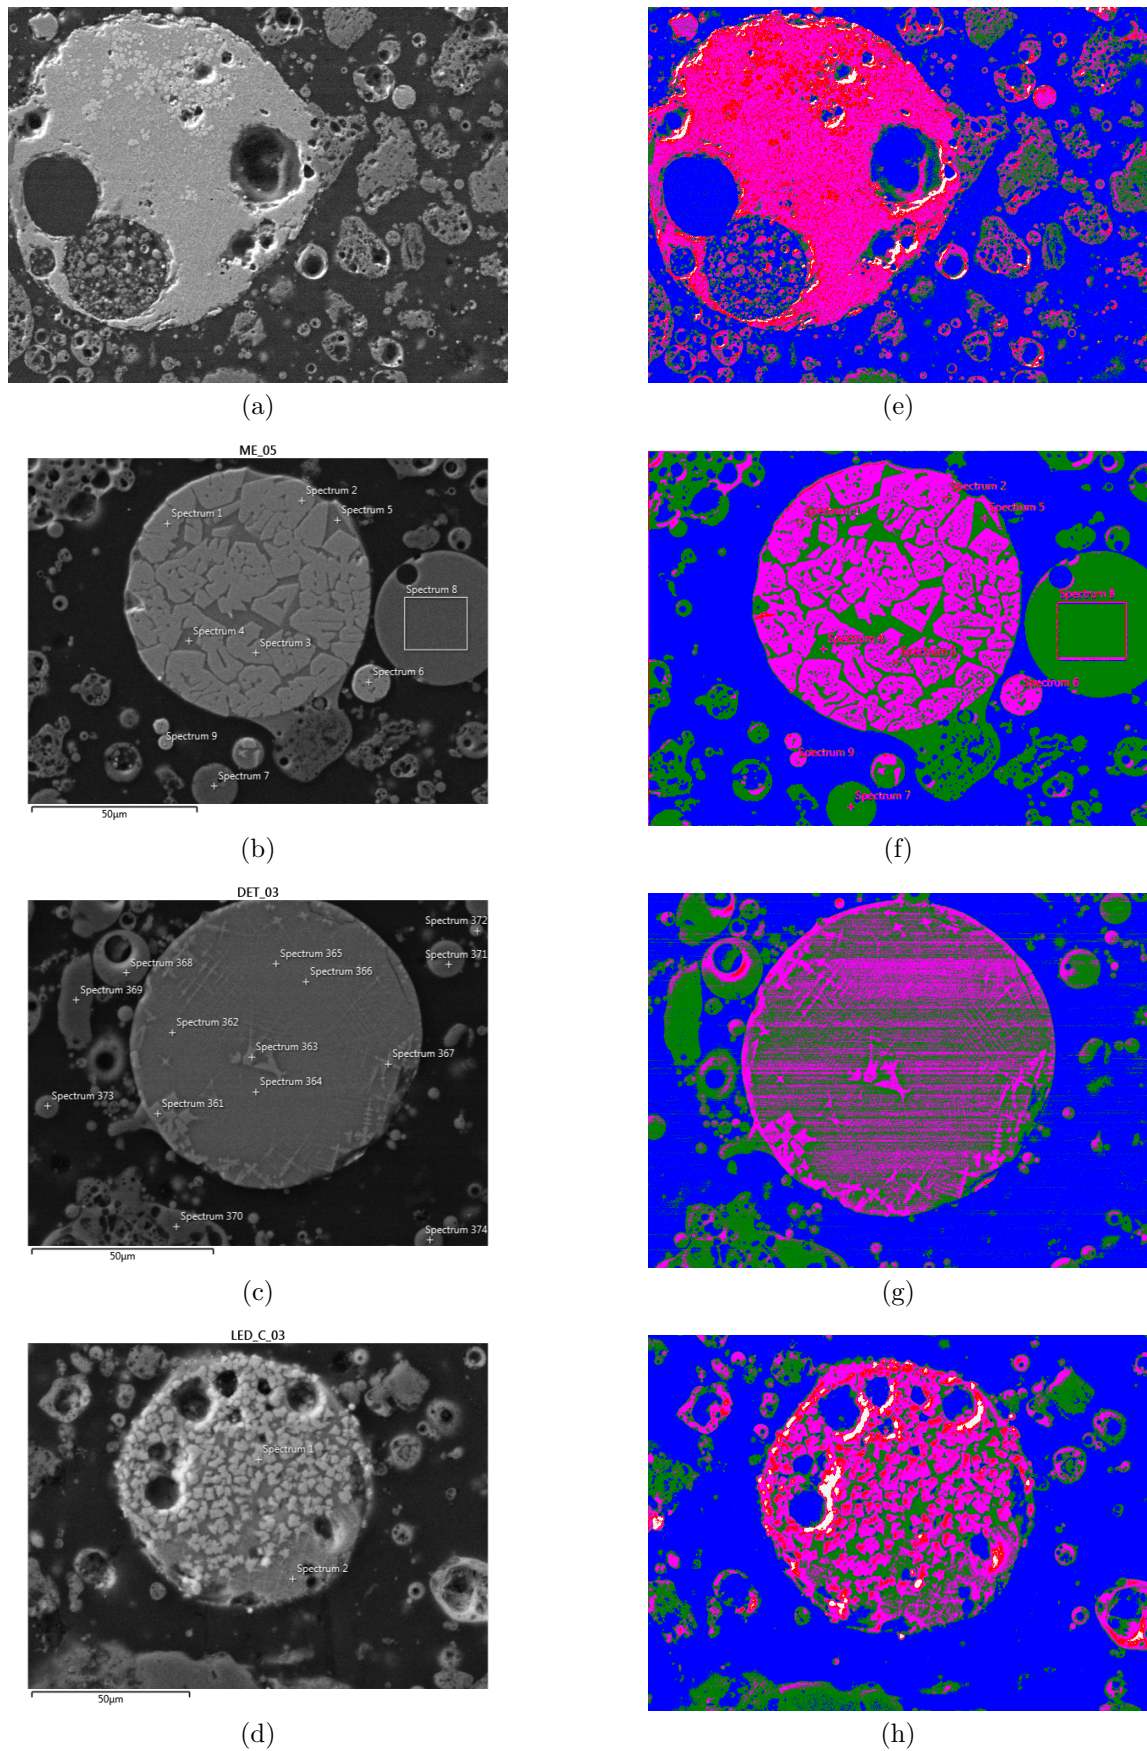 (a)
(e)
ME_05
Spectrum 2
Spectrum 1
Spectrum 5
Spectrum 8
Spectrum 4
Spectrum 3
Spectrum 6
Spectrum 9
Spectrum 7
50µm
(b)
Spectrum 2
Spectrum 5
Spectrum 8
Spectrum 6
Spectrum 9
Spectrum 7
(f)
DET_03
Spectrum 372
Spectrum 365
Spectrum 371
Spectrum 368
Spectrum 366
Spectrum 369
Spectrum 362
Spectrum 363
Spectrum 367
Spectrum 364
Spectrum 373
Spectrum 361
Spectrum 370
Spectrum 374
50µm
(c)
(g)
LED_C_03
Spectrum 1
Spectrum 2
50µm
(d)
(h)